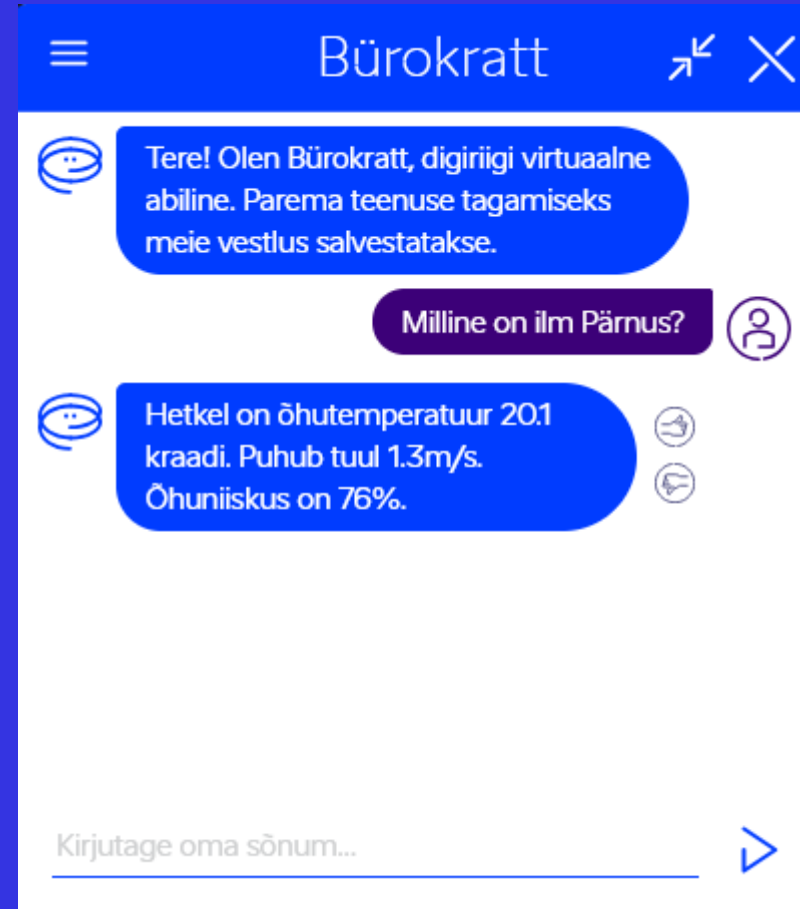 Bürokratt
Tere! Olen Bürokratt, digiriigi virtuaalne
abiline. Parema teenuse tagamiseks
meie vestlus salvestatakse.
Milline on ilm Pärnus?
Hetkel on õhutemperatuur 20.1
kraadi. Puhub tuul 1.3m/s.
Õhuniiskus on 76%.
Kirjutage oma sõnum...